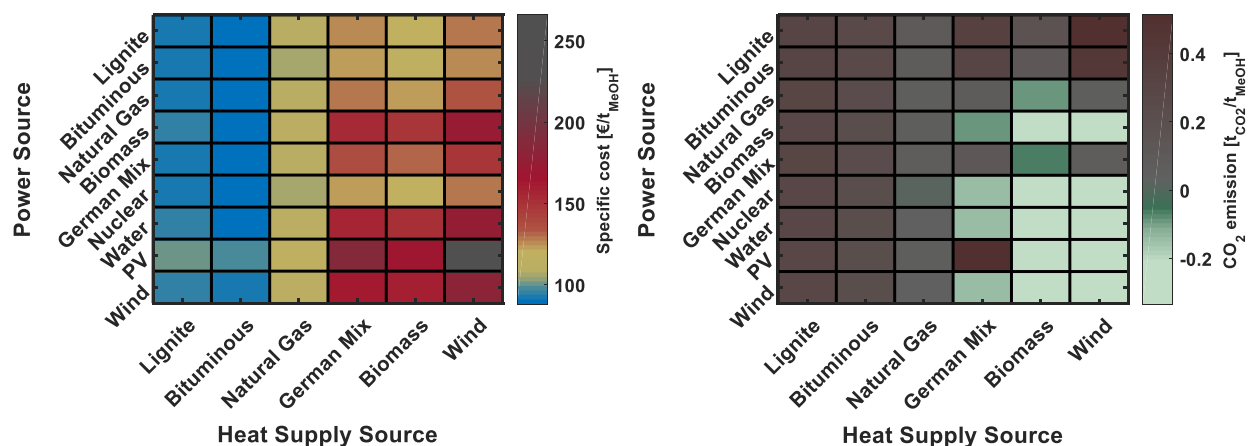 Power Source
Lignite
Bituminous
Natural Gas
Biomass
German Mix
Nuclear
Water
PV
Wind
Lignite
Bituminous
Natural Gas
German Mix
Biomass
Wind
Heat Supply Source
250
200
150
100
Specific cost [€/t_MeOH]
Power Source
Lignite
Bituminous
Natural Gas
Biomass
German Mix
Nuclear
Water
PV
Wind
Lignite
Bituminous
Natural Gas
German Mix
Biomass
Wind
Heat Supply Source
0.4
0.2
0
-0.2
CO2 emission [t_CO2/t_MeOH]